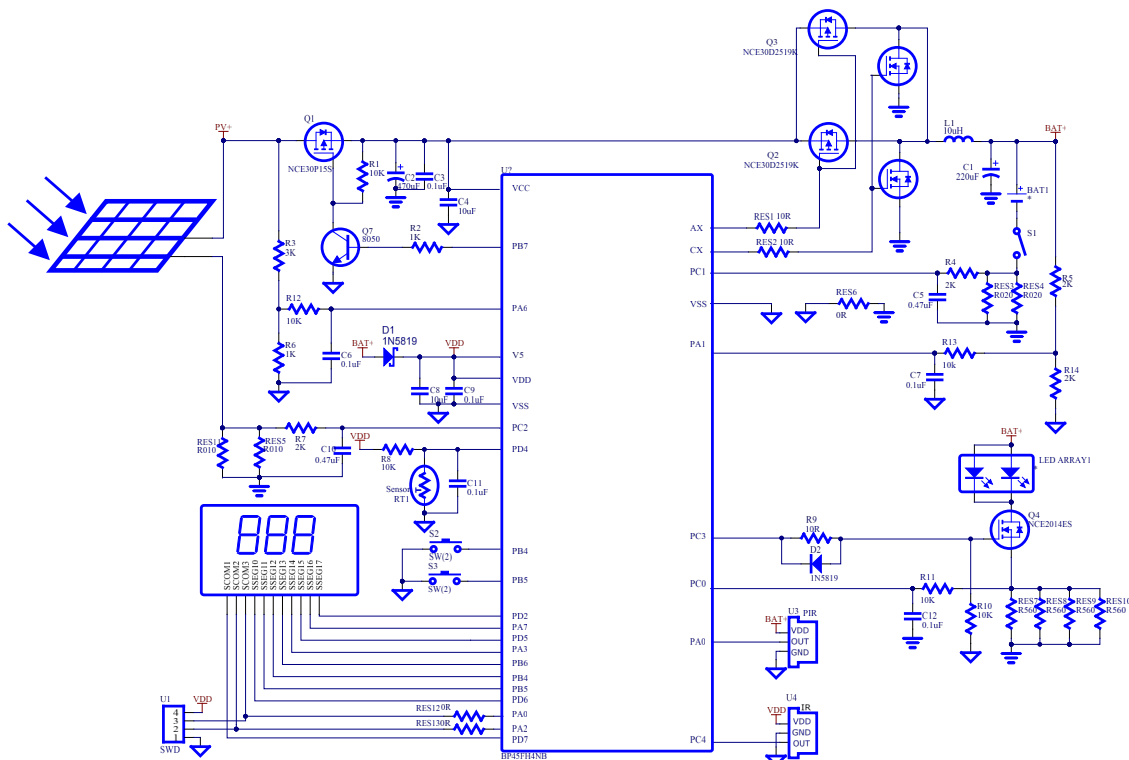 Q3
NCE30D2519K
Q1
NCE30P15S
PV+
L1
10uH
BAT+
R1
10K
C2
470uF
C3
0.1uF
Q2
NCE30D2519K
C1
220uF
BAT1
*
U?
VCC
C4
10uF
S1
Q7
8050
R2
1K
PB7
AX
RES1 10R
CX
RES2 10R
R3
3K
PC1
R4
2K
RES3
R020
RES4
R020
R5
2K
R12
10K
PA6
VSS
RES6
0R
C5
0.47uF
R6
1K
C6
0.1uF
BAT+
D1
1N5819
VDD
V5
PA1
R13
10k
C7
0.1uF
R14
2K
C8
10uF
C9
0.1uF
VDD
VSS
PC2
RES11
R010
RES5
R010
R7
2K
C10
0.47uF
VDD
R8
10K
PD4
BAT+
LED ARRAY1
*
Sensor
RT1
C11
0.1uF
Q4
NCE2014ES
SCOM1
SCOM2
SCOM3
SSEG10
SSEG11
SSEG12
SSEG13
SSEG14
SSEG15
SSEG16
SSEG17
S2
SW(2)
PB4
S3
SW(2)
PB5
PC3
R9
10R
D2
1N5819
PC0
R11
10K
C12
0.1uF
R10
10K
RES7
R560
RES8
R560
RES9
R560
RES10
R560
PD2
PA7
PD5
PA3
PB6
PB4
PB5
PD6
PA0
PA2
PD7
BAT+
U3
PIR
VDD
OUT
GND
PA0
RES12 0R
RES13 0R
U1
VDD
4
3
2
1
SWD
VDD
U4
IR
VDD
GND
OUT
PC4
BP45FH4NB